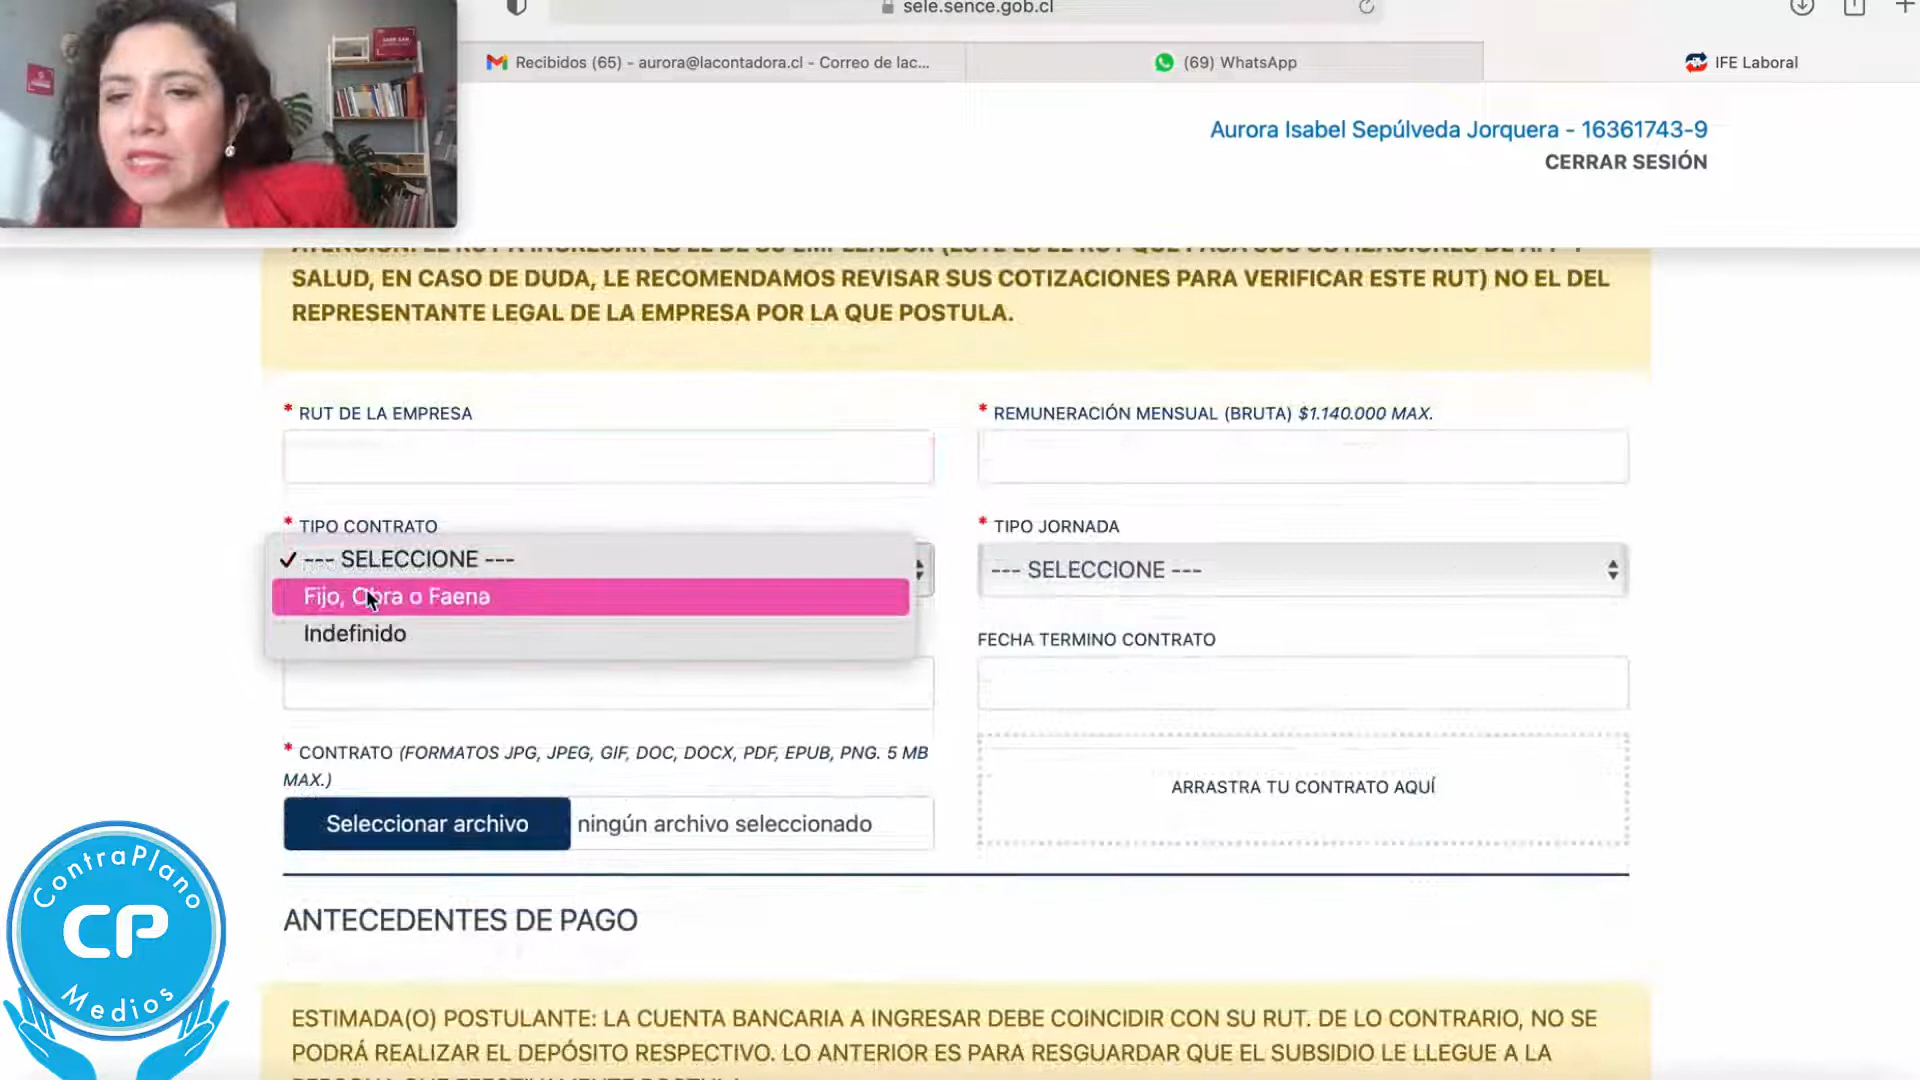 sele.sence.gob.cl
Recibidos (65) - aurora@lacontadora.cl - Correo de lac...
(69) WhatsApp
IFE Laboral
Aurora Isabel Sepúlveda Jorquera - 16361743-9
CERRAR SESIÓN
SALUD, EN CASO DE DUDA, LE RECOMENDAMOS REVISAR SUS COTIZACIONES PARA VERIFICAR ESTE RUT) NO EL DEL
REPRESENTANTE LEGAL DE LA EMPRESA POR LA QUE POSTULA.
* RUT DE LA EMPRESA
* REMUNERACIÓN MENSUAL (BRUTA) $1.140.000 MAX.
* TIPO CONTRATO
* TIPO JORNADA
✓ --- SELECCIONE ---
--- SELECCIONE ---
Fijo, Obra o Faena
Indefinido
FECHA TERMINO CONTRATO
* CONTRATO (FORMATOS JPG, JPEG, GIF, DOC, DOCX, PDF, EPUB, PNG. 5 MB
MAX.)
ARRASTRA TU CONTRATO AQUÍ
Seleccionar archivo
ningún archivo seleccionado
ANTECEDENTES DE PAGO
ContraPlano
CP
Medios
ESTIMADA(O) POSTULANTE: LA CUENTA BANCARIA A INGRESAR DEBE COINCIDIR CON SU RUT. DE LO CONTRARIO, NO SE
PODRÁ REALIZAR EL DEPÓSITO RESPECTIVO. LO ANTERIOR ES PARA RESGUARDAR QUE EL SUBSIDIO LE LLEGUE A LA